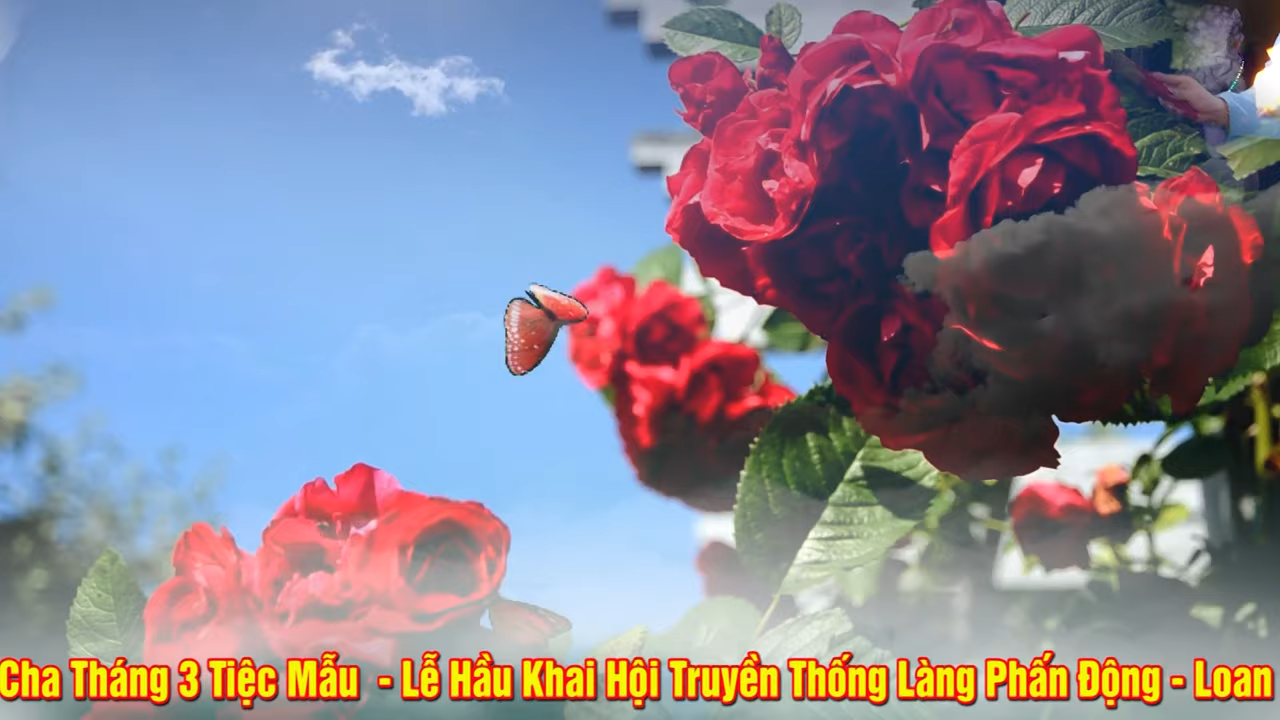 Cha Tháng 3 Tiệc Mẫu - Lễ Hầu Khai Hội Truyền Thống Làng Phấn Động - Loan